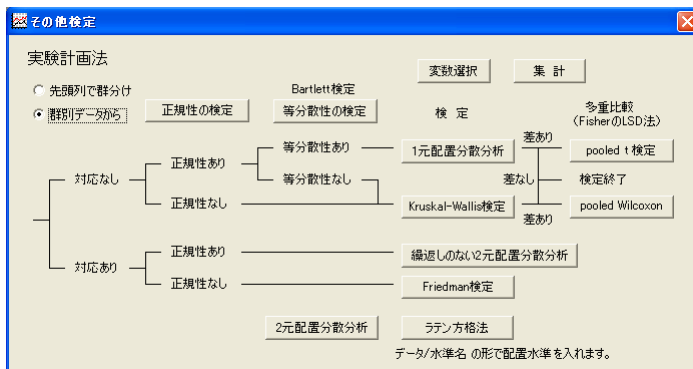 その他検定
実験計画法
変数選択
集 計
先頭列で群分け
Bartlett検定
群別データから
正規性の検定
等分散性の検定
検 定
多重比較
(FisherのLSD法)
等分散性あり
1元配置分散分析
差あり
pooled t 検定
正規性あり
対応なし
等分散性なし
差なし
検定終了
正規性なし
Kruskal-Wallis検定
差あり
pooled Wilcoxon
正規性あり
繰返しのない2元配置分散分析
対応あり
正規性なし
Friedman検定
2元配置分散分析
ラテン方格法
データ/水準名 の形で配置水準を入れます。